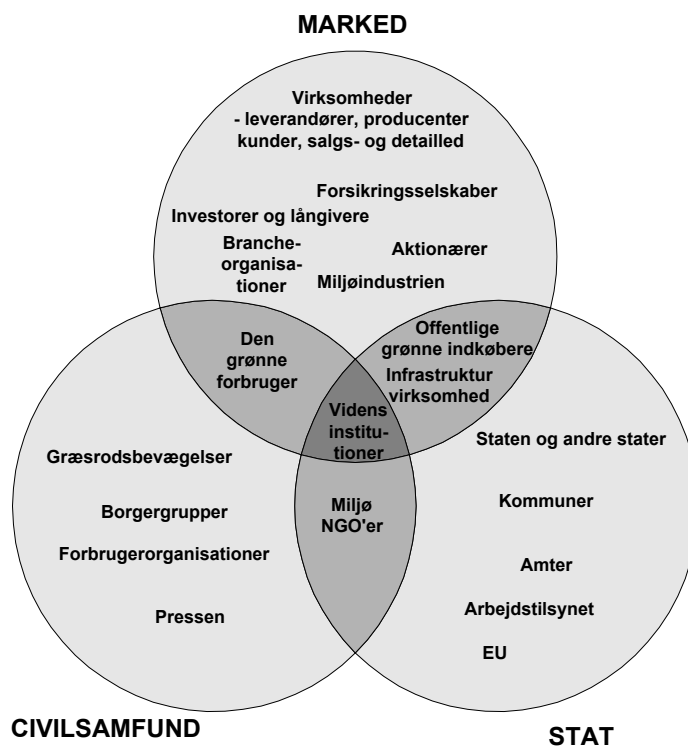 MARKED
Virksomheder
- leverandører, producenter
kunder, salgs- og detailled
Forsikringsselskaber
Investorer og långivere
Branche-
organisa-
tioner
Aktionærer
Miljøindustrien
Den
grønne
forbruger
Offentlige
grønne indkøbere
Infrastruktur
virksomhed
Videns
institu-
tioner
Miljø
NGO'er
Græsrodsbevægelser
Borgergrupper
Forbrugerorganisationer
Pressen
Staten og andre stater
Kommuner
Amter
Arbejdstilsynet
EU
CIVILSAMFUND
STAT